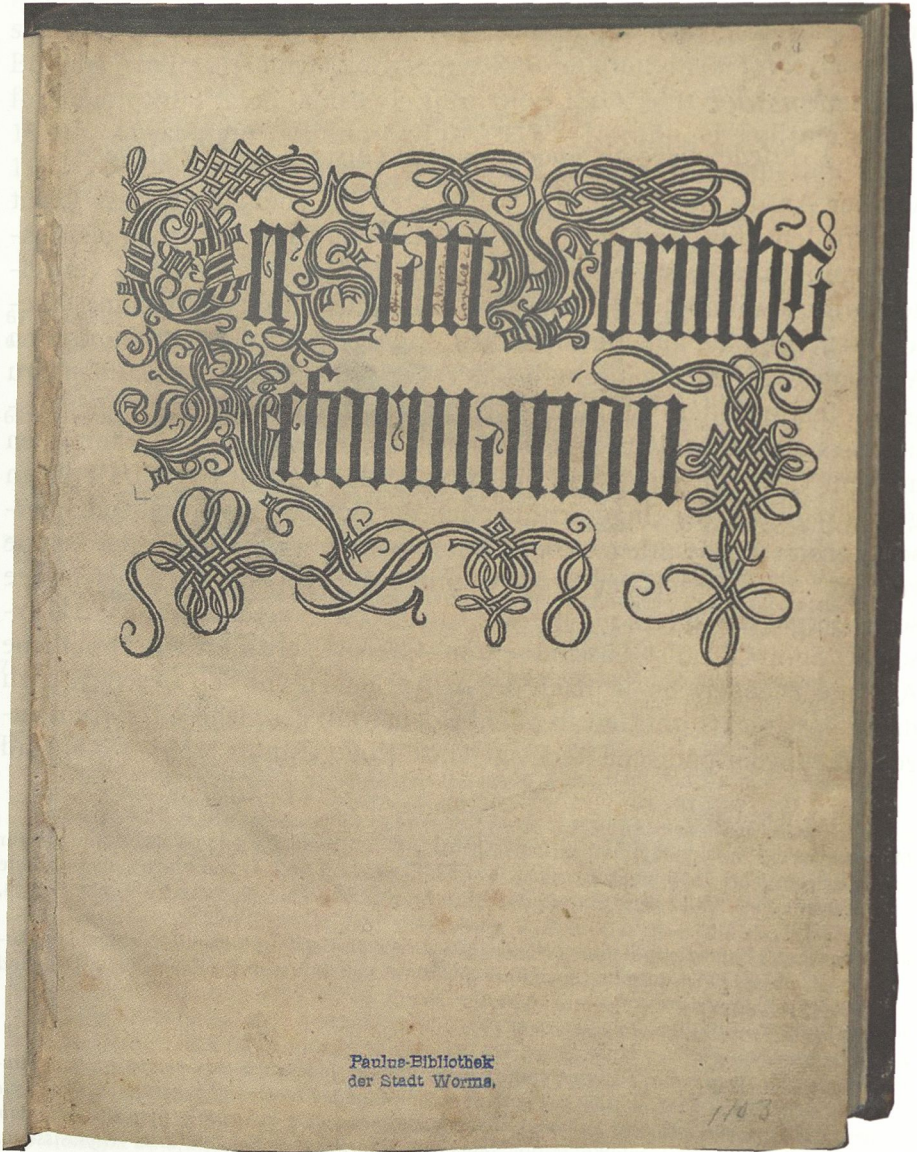 Der Statt Wormbs
Reformation
Paulus-Bibliothek
der Stadt Worms.